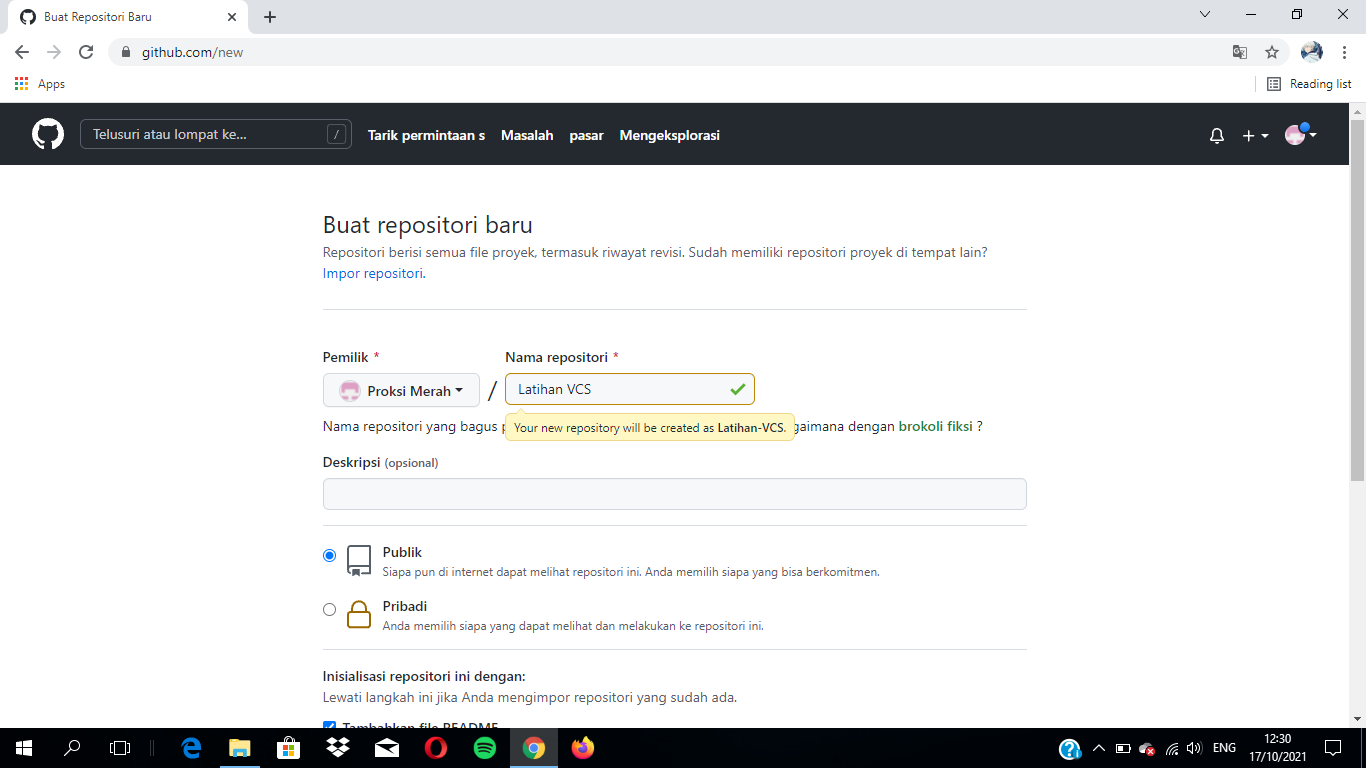 Buat Repositori Baru
github.com/new
Apps
Reading list
Telusuri atau lompat ke...
/
Tarik permintaan s Masalah pasar Mengeksplorasi
Buat repositori baru
Repositori berisi semua file proyek, termasuk riwayat revisi. Sudah memiliki repositori proyek di tempat lain?
Impor repositori.
Pemilik * Nama repositori *
Proksi Merah / Latihan VCS
Your new repository will be created as Latihan-VCS.
Nama repositori yang bagus dengan brokoli fiksi ?
Deskripsi (opsional)
Publik
Siapa pun di internet dapat melihat repositori ini. Anda memilih siapa yang bisa berkomitmen.
Pribadi
Anda memilih siapa yang dapat melihat dan melakukan ke repositori ini.
Inisialisasi repositori ini dengan:
Lewati langkah ini jika Anda mengimpor repositori yang sudah ada.
Tambahkan file README
ENG
12:30
17/10/2021